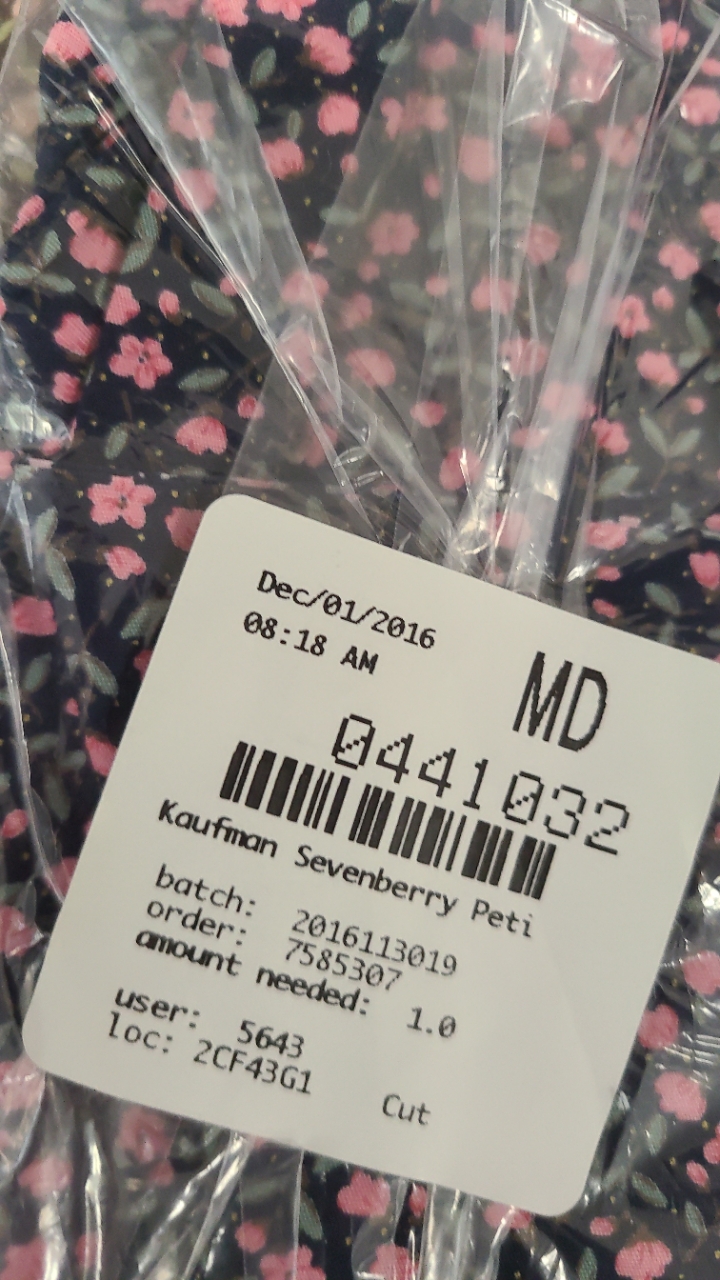 Dec/01/2016
08:18 AM
MD
0441032
Kaufman Sevenberry Peti
batch: 2016113019
order: 7585307
amount needed: 1.0
user: 5643
loc: 2CF43G1
Cut